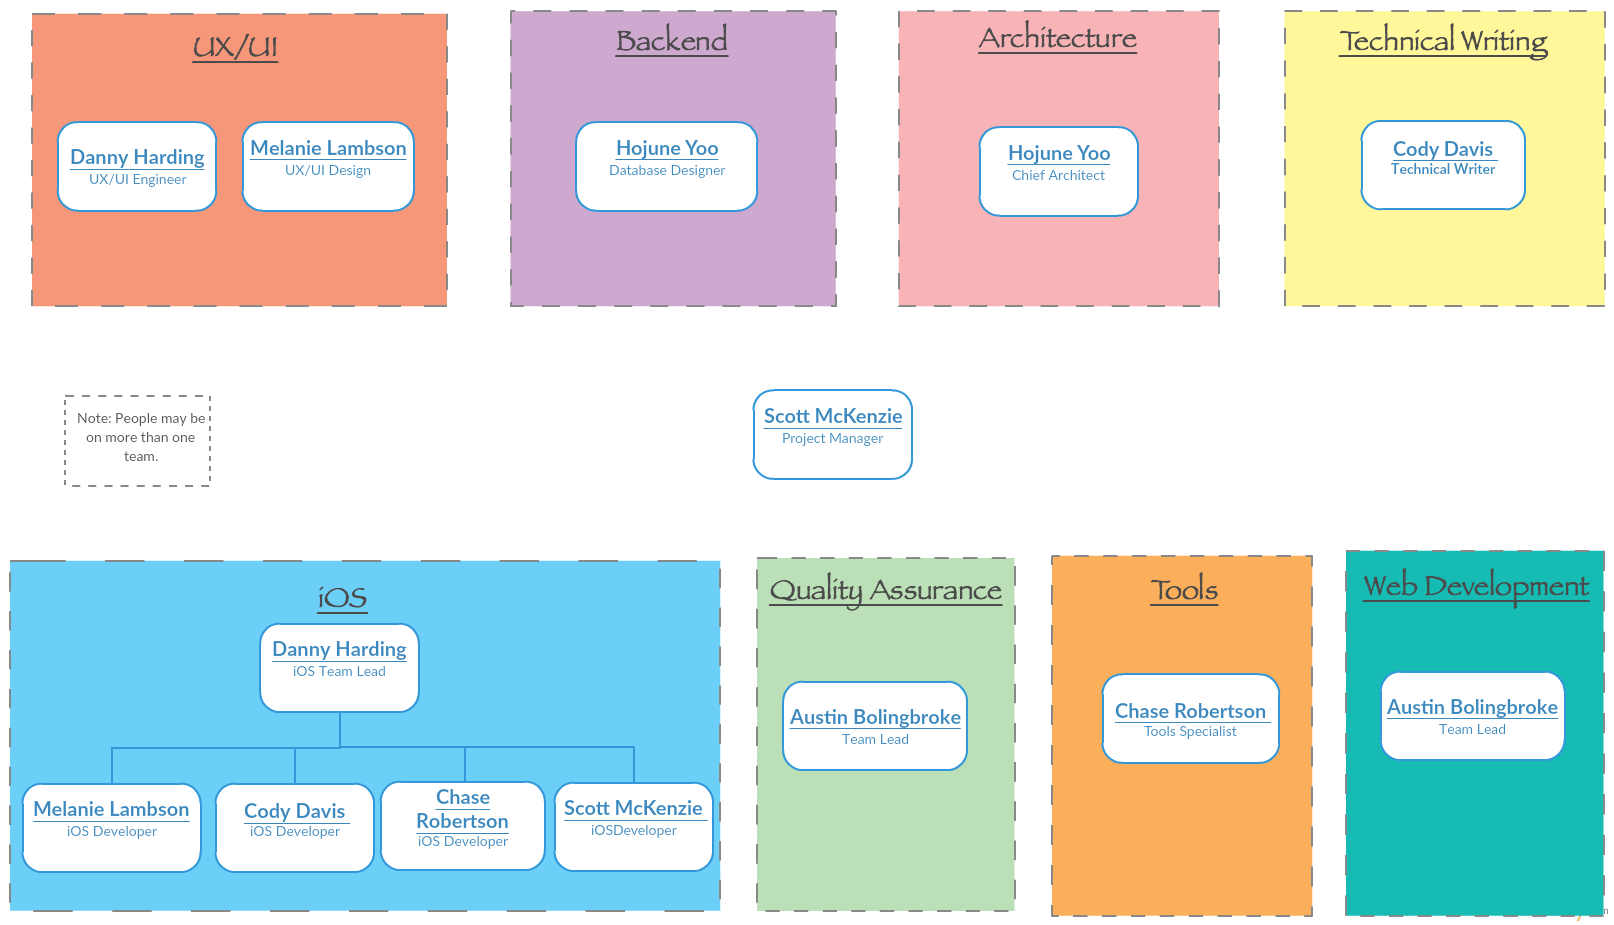 UX/UI
Danny Harding
UX/UI Engineer
Melanie Lambson
UX/UI Design
Backend
Hojune Yoo
Database Designer
Architecture
Hojune Yoo
Chief Architect
Technical Writing
Cody Davis
Technical Writer
Note: People may be
on more than one
team.
Scott McKenzie
Project Manager
iOS
Danny Harding
iOS Team Lead
Melanie Lambson
iOS Developer
Cody Davis
iOS Developer
Chase
Robertson
iOS Developer
Scott McKenzie
iOSDeveloper
Quality Assurance
Austin Bolingbroke
Team Lead
Tools
Chase Robertson
Tools Specialist
Web Development
Austin Bolingbroke
Team Lead